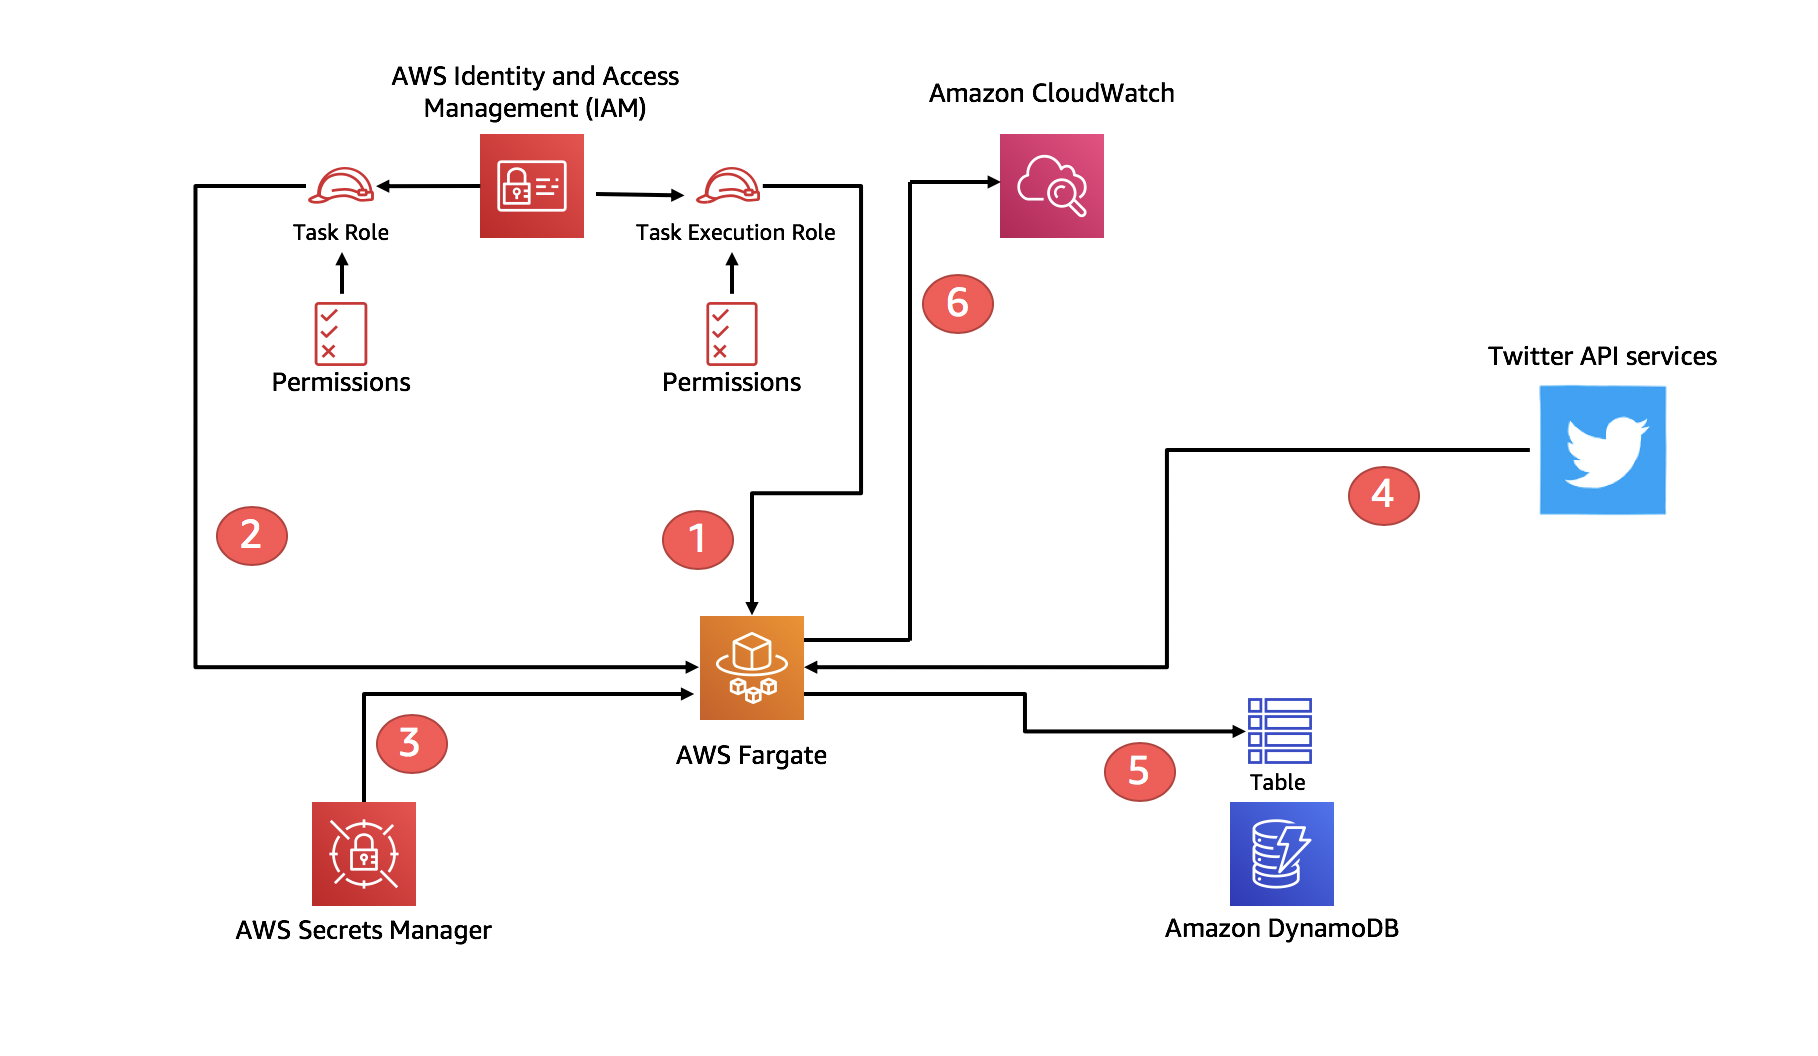 AWS Identity and Access
Management (IAM)
Amazon CloudWatch
Task Role
Task Execution Role
6
Twitter API services
Permissions
Permissions
4
2
1
3
AWS Fargate
5
Table
AWS Secrets Manager
Amazon DynamoDB